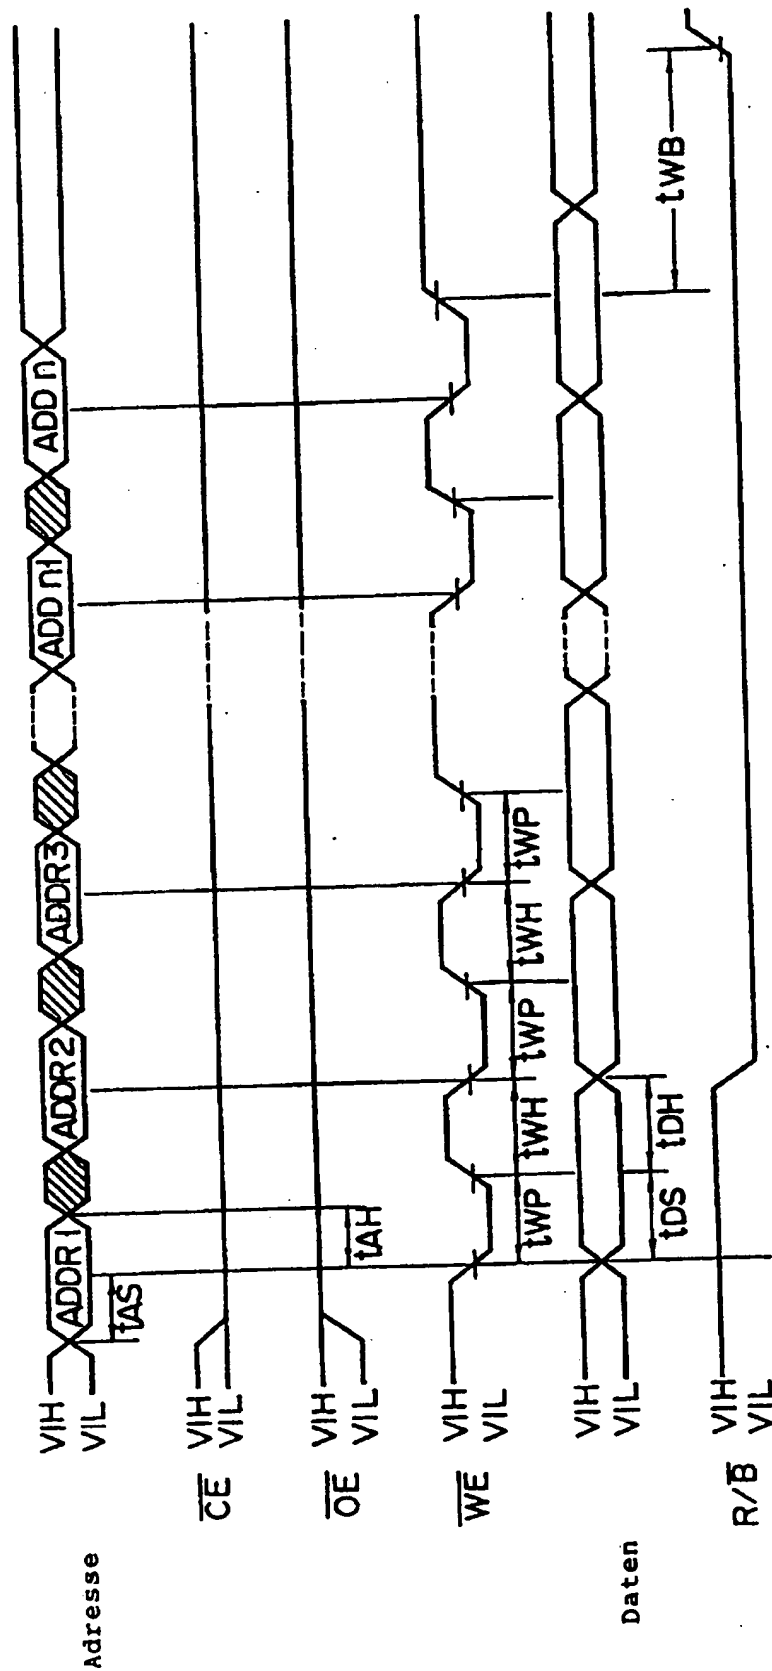 Adresse
VIH
VIL
ADDR1
ADDR2
ADDR3
ADD n-1
ADD n
tAS
tAH
CE
VIH
VIL
OE
VIH
VIL
WE
VIH
VIL
tWP
tWH
tWP
tWH
tWP
Daten
VIH
VIL
tDS
tDH
tWB
R/B
VIH
VIL